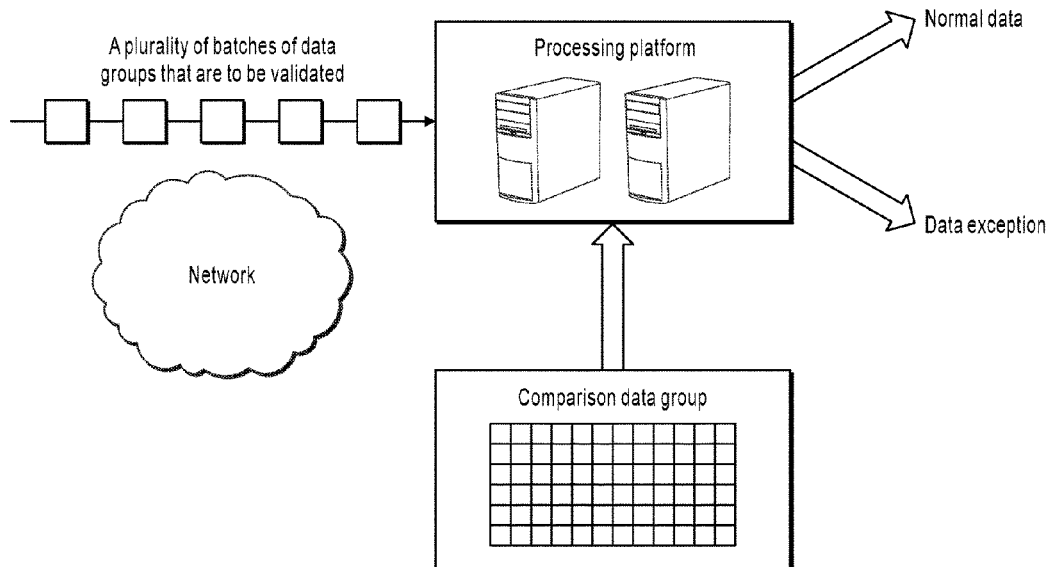 A plurality of batches of data
groups that are to be validated
Processing platform
Normal data
Data exception
Network
Comparison data group